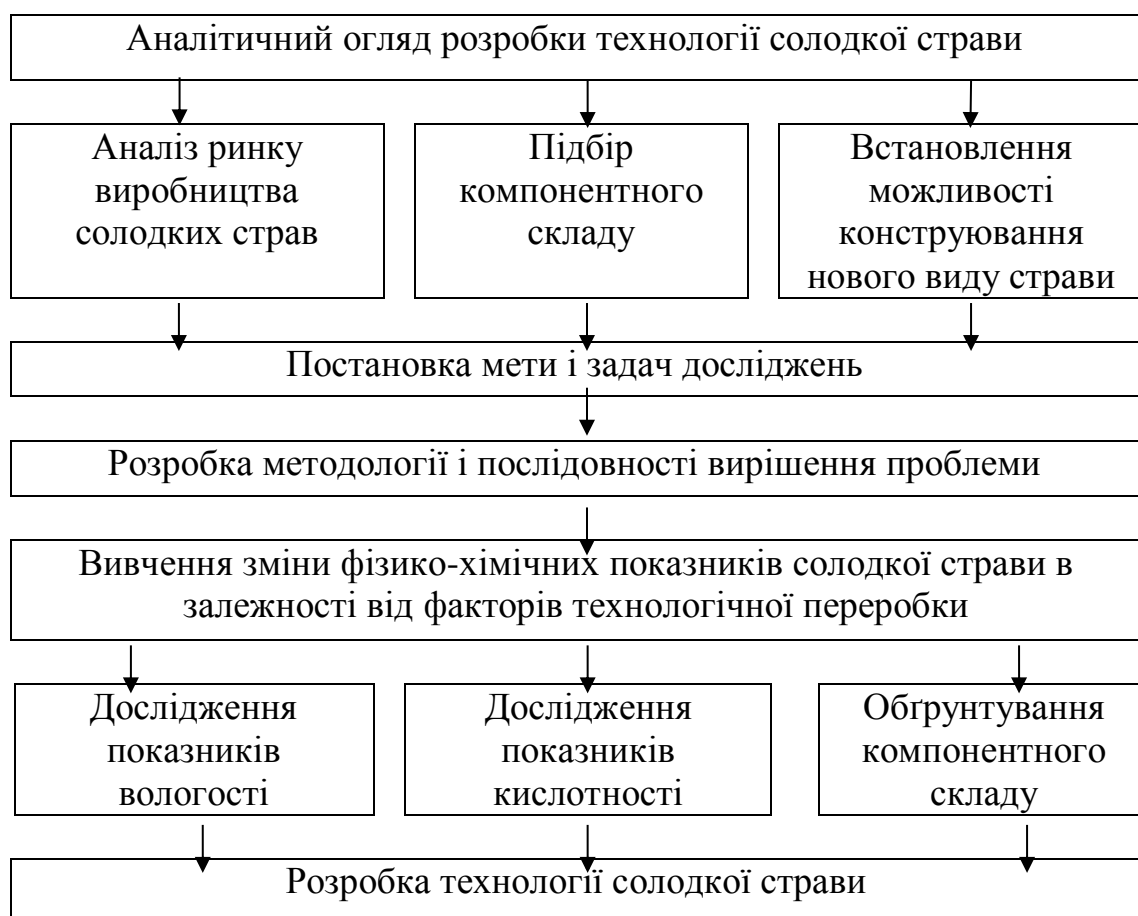 Аналітичний огляд розробки технології солодкої страви
Аналіз ринку
виробництва
солодких страв
Підбір
компонентного
складу
Встановлення
можливості
конструювання
нового виду страви
Постановка мети і задач досліджень
Розробка методології і послідовності вирішення проблеми
Вивчення зміни фізико-хімічних показників солодкої страви в
залежності від факторів технологічної переробки
Дослідження
показників
вологості
Дослідження
показників
кислотності
Обґрунтування
компонентного
складу
Розробка технології солодкої страви